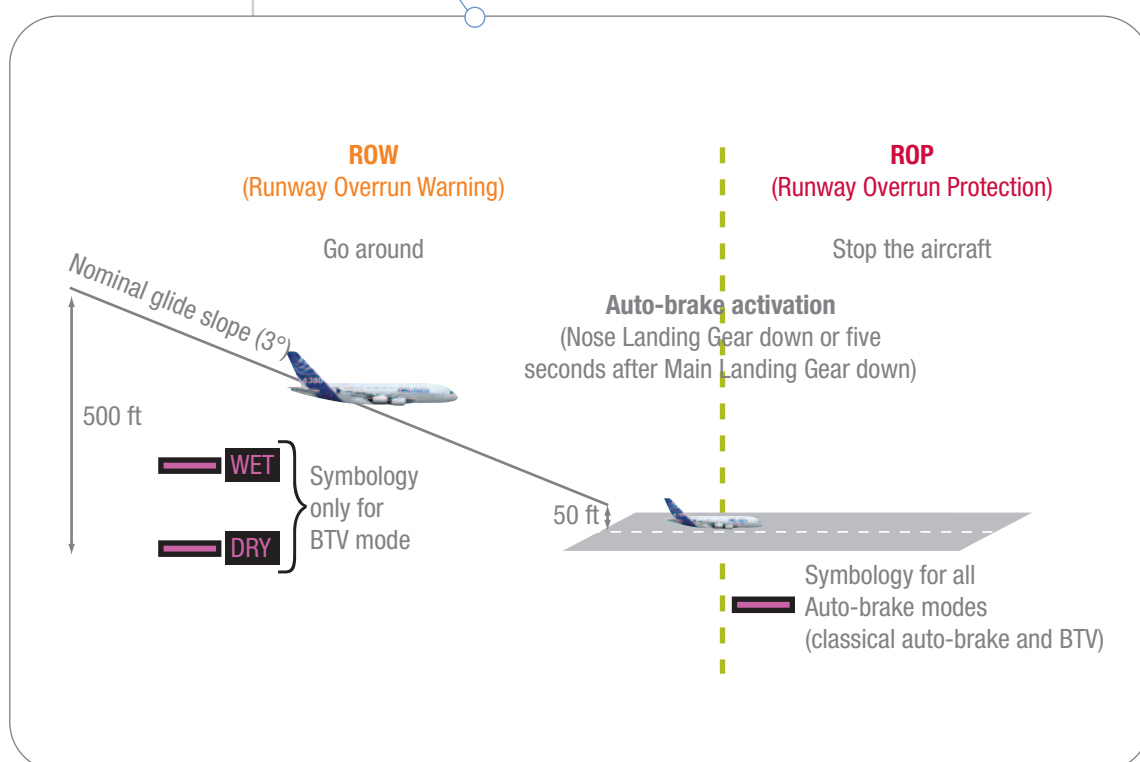 ROW
(Runway Overrun Warning)
Go around
ROP
(Runway Overrun Protection)
Stop the aircraft
Nominal glide slope (3°)
Auto-brake activation
(Nose Landing Gear down or five
seconds after Main Landing Gear down)
500 ft
WET
DRY
Symbology
only for
BTV mode
50 ft
Symbology for all
Auto-brake modes
(classical auto-brake and BTV)